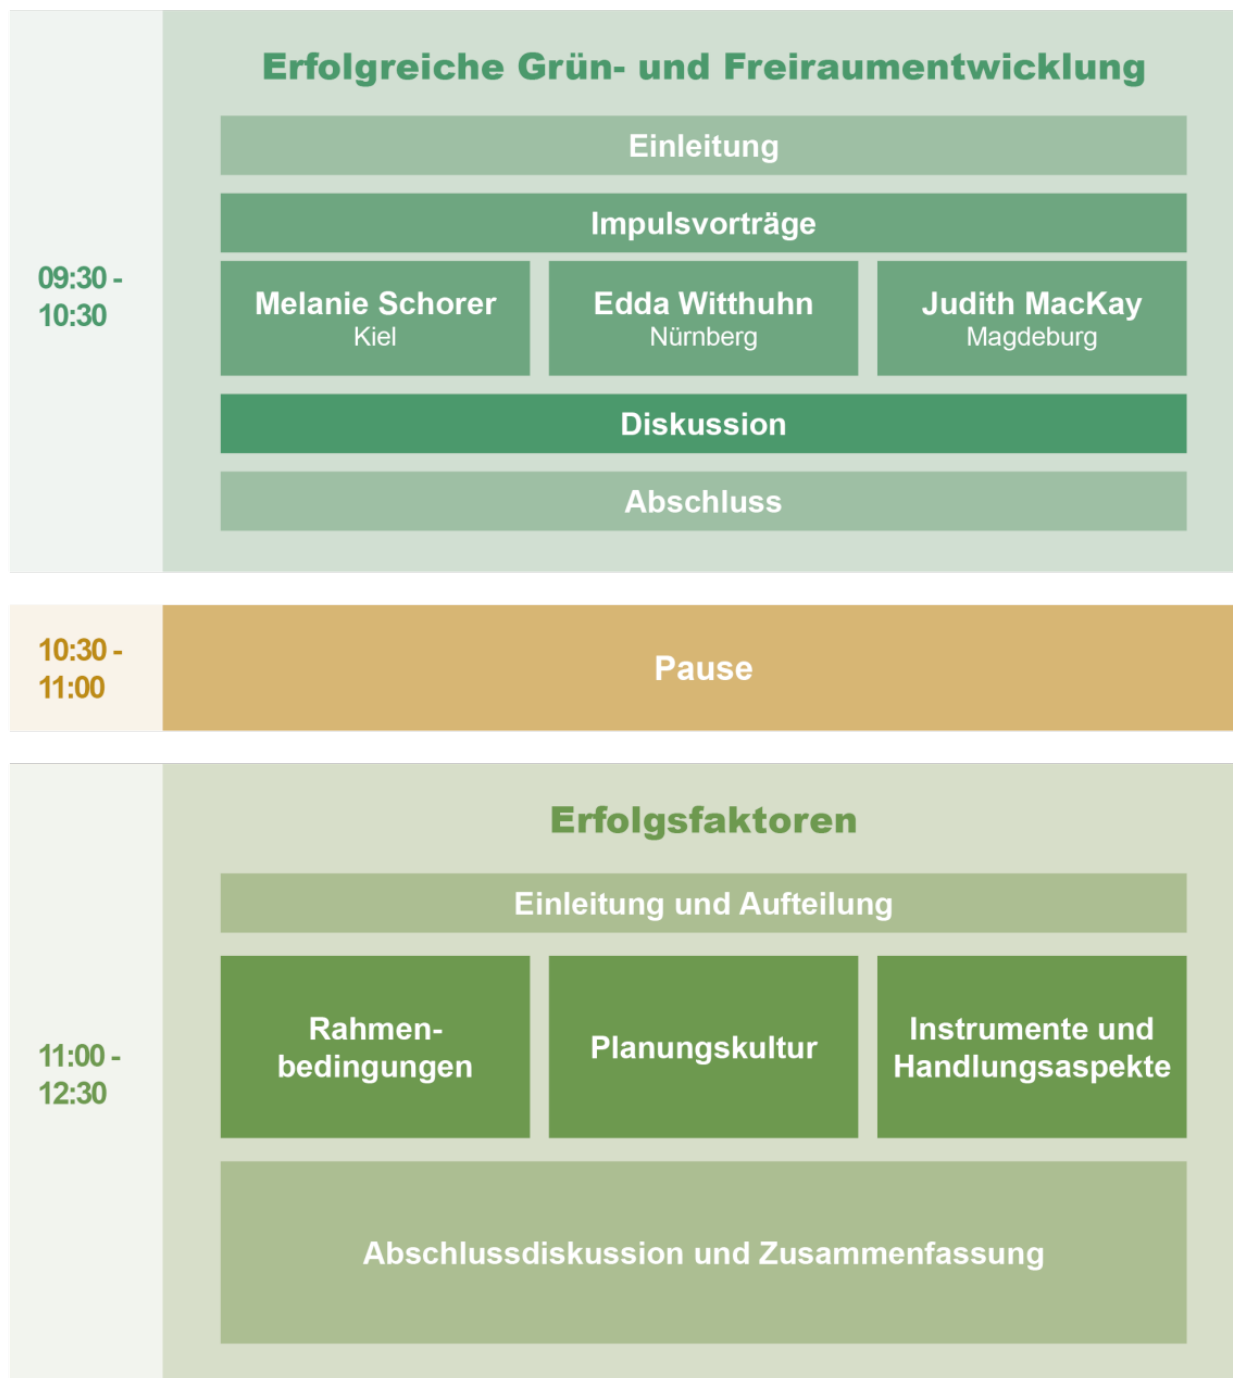 Erfolgreiche Grün- und Freiraumentwicklung
09:30 -
10:30
Einleitung
Impulsvorträge
Melanie Schorer
Kiel
Edda Witthuhn
Nürnberg
Judith MacKay
Magdeburg
Diskussion
Abschluss
10:30 -
11:00
Pause
Erfolgsfaktoren
11:00 -
12:30
Einleitung und Aufteilung
Rahmen-
bedingungen
Planungskultur
Instrumente und
Handlungsaspekte
Abschlussdiskussion und Zusammenfassung